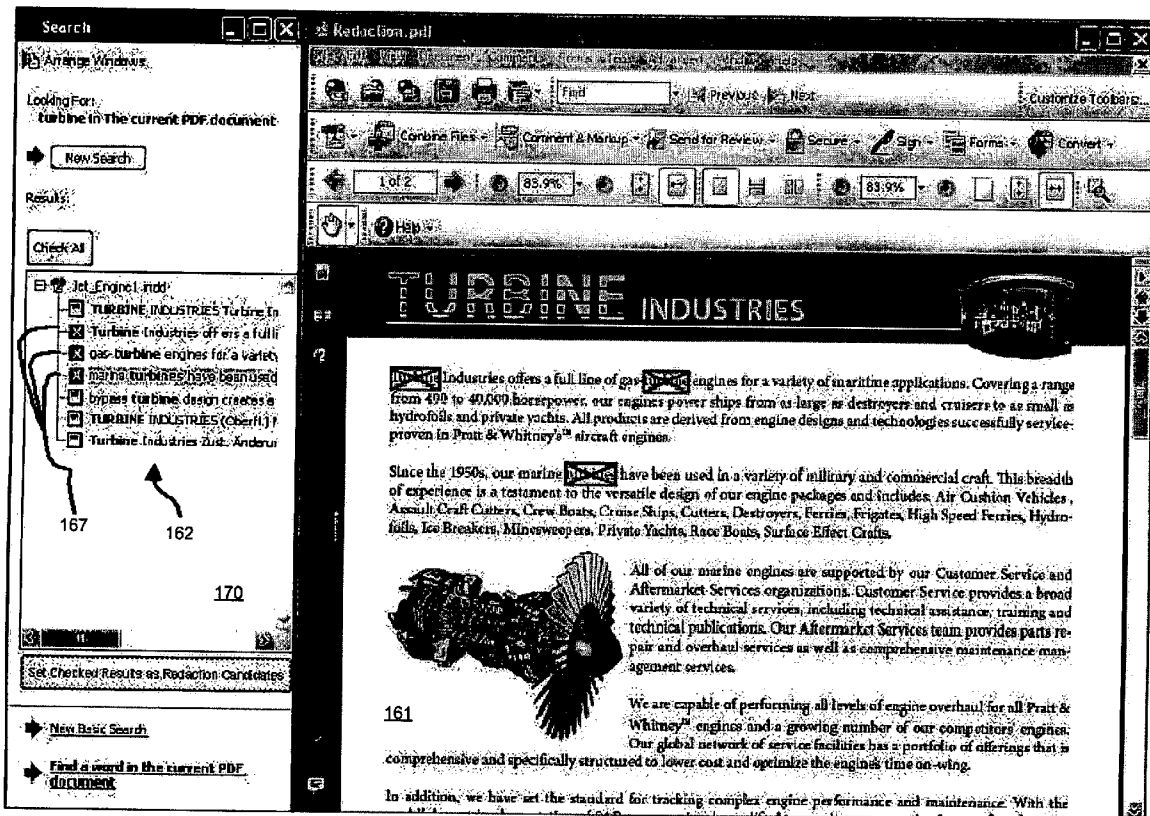 Search
Redaction.pdf
Arrange Windows
Looking For:
turbine in The current PDF document
New Search
Results:
Check All
Jet_Engine1.indd
TURBINE INDUSTRIES Turbine In
Turbine Industries offers a full li
gas turbine engines for a variety
marine turbines have been used
bypass turbine design creates a
TURBINE INDUSTRIES (Oberfl.)
Turbine Industries Zust. Änderu
167
162
170
Set Checked Results as Redaction Candidates
New Basic Search
Find a word in the current PDF
document
Find
Previous
Next
Customize Toolbars...
Combine Files
Comment & Markup
Send for Review
Secure
Sign
Forms
Convert
1 of 2
83.9%
83.9%
Help
TURBINE INDUSTRIES
Industries offers a full line of gas engines for a variety of maritime applications. Covering a range
from 400 to 40,000 horsepower, our engines power ships from as large as destroyers and cruisers to as small as
hydrofoils and private yachts. All products are derived from engine designs and technologies successfully service-
proven in Pratt & Whitney's™ aircraft engines.
Since the 1950s, our marine have been used in a variety of military and commercial craft. This breadth
of experience is a testament to the versatile design of our engine packages and includes: Air Cushion Vehicles,
Assault Craft Cutters, Crew Boats, Cruise Ships, Cutters, Destroyers, Ferries, Frigates, High Speed Ferries, Hydro-
foils, Ice Breakers, Minesweepers, Private Yachts, Race Boats, Surface Effect Crafts.
All of our marine engines are supported by our Customer Service and
Aftermarket Services organizations. Customer Service provides a broad
variety of technical services, including technical assistance, training and
technical publications. Our Aftermarket Services team provides parts re-
pair and overhaul services as well as comprehensive maintenance man-
agement services.
161
We are capable of performing all levels of engine overhaul for all Pratt &
Whitney™ engines and a growing number of our competitors engines.
Our global network of service facilities has a portfolio of offerings that is
comprehensive and specifically structured to lower cost and optimize the engines time on-wing.
In addition, we have set the standard for tracking complex engine performance and maintenance. With the